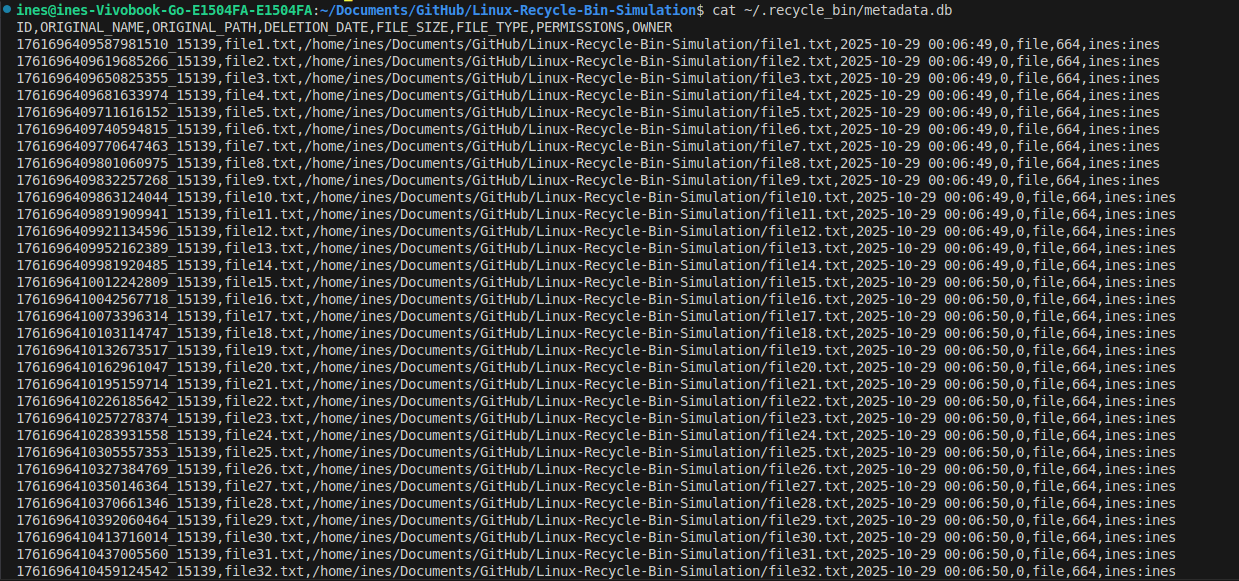 ines@ines-Vivobook-Go-E1504FA-E1504FA:~/Documents/GitHub/Linux-Recycle-Bin-Simulation$ cat ~/.recycle_bin/metadata.db
ID,ORIGINAL_NAME,ORIGINAL_PATH,DELETION_DATE,FILE_SIZE,FILE_TYPE,PERMISSIONS,OWNER
1761696409587981510_15139,file1.txt,/home/ines/Documents/GitHub/Linux-Recycle-Bin-Simulation/file1.txt,2025-10-29 00:06:49,0,file,664,ines:ines
1761696409619685266_15139,file2.txt,/home/ines/Documents/GitHub/Linux-Recycle-Bin-Simulation/file2.txt,2025-10-29 00:06:49,0,file,664,ines:ines
1761696409650825355_15139,file3.txt,/home/ines/Documents/GitHub/Linux-Recycle-Bin-Simulation/file3.txt,2025-10-29 00:06:49,0,file,664,ines:ines
1761696409681633974_15139,file4.txt,/home/ines/Documents/GitHub/Linux-Recycle-Bin-Simulation/file4.txt,2025-10-29 00:06:49,0,file,664,ines:ines
1761696409711616152_15139,file5.txt,/home/ines/Documents/GitHub/Linux-Recycle-Bin-Simulation/file5.txt,2025-10-29 00:06:49,0,file,664,ines:ines
1761696409740594815_15139,file6.txt,/home/ines/Documents/GitHub/Linux-Recycle-Bin-Simulation/file6.txt,2025-10-29 00:06:49,0,file,664,ines:ines
1761696409770647463_15139,file7.txt,/home/ines/Documents/GitHub/Linux-Recycle-Bin-Simulation/file7.txt,2025-10-29 00:06:49,0,file,664,ines:ines
1761696409801060975_15139,file8.txt,/home/ines/Documents/GitHub/Linux-Recycle-Bin-Simulation/file8.txt,2025-10-29 00:06:49,0,file,664,ines:ines
1761696409832257268_15139,file9.txt,/home/ines/Documents/GitHub/Linux-Recycle-Bin-Simulation/file9.txt,2025-10-29 00:06:49,0,file,664,ines:ines
1761696409863124044_15139,file10.txt,/home/ines/Documents/GitHub/Linux-Recycle-Bin-Simulation/file10.txt,2025-10-29 00:06:49,0,file,664,ines:ines
1761696409891909941_15139,file11.txt,/home/ines/Documents/GitHub/Linux-Recycle-Bin-Simulation/file11.txt,2025-10-29 00:06:49,0,file,664,ines:ines
1761696409921134596_15139,file12.txt,/home/ines/Documents/GitHub/Linux-Recycle-Bin-Simulation/file12.txt,2025-10-29 00:06:49,0,file,664,ines:ines
1761696409952162389_15139,file13.txt,/home/ines/Documents/GitHub/Linux-Recycle-Bin-Simulation/file13.txt,2025-10-29 00:06:49,0,file,664,ines:ines
1761696409981920485_15139,file14.txt,/home/ines/Documents/GitHub/Linux-Recycle-Bin-Simulation/file14.txt,2025-10-29 00:06:49,0,file,664,ines:ines
1761696410012242809_15139,file15.txt,/home/ines/Documents/GitHub/Linux-Recycle-Bin-Simulation/file15.txt,2025-10-29 00:06:50,0,file,664,ines:ines
1761696410042567718_15139,file16.txt,/home/ines/Documents/GitHub/Linux-Recycle-Bin-Simulation/file16.txt,2025-10-29 00:06:50,0,file,664,ines:ines
1761696410073396314_15139,file17.txt,/home/ines/Documents/GitHub/Linux-Recycle-Bin-Simulation/file17.txt,2025-10-29 00:06:50,0,file,664,ines:ines
1761696410103114747_15139,file18.txt,/home/ines/Documents/GitHub/Linux-Recycle-Bin-Simulation/file18.txt,2025-10-29 00:06:50,0,file,664,ines:ines
1761696410132673517_15139,file19.txt,/home/ines/Documents/GitHub/Linux-Recycle-Bin-Simulation/file19.txt,2025-10-29 00:06:50,0,file,664,ines:ines
1761696410162961047_15139,file20.txt,/home/ines/Documents/GitHub/Linux-Recycle-Bin-Simulation/file20.txt,2025-10-29 00:06:50,0,file,664,ines:ines
1761696410195159714_15139,file21.txt,/home/ines/Documents/GitHub/Linux-Recycle-Bin-Simulation/file21.txt,2025-10-29 00:06:50,0,file,664,ines:ines
1761696410226185642_15139,file22.txt,/home/ines/Documents/GitHub/Linux-Recycle-Bin-Simulation/file22.txt,2025-10-29 00:06:50,0,file,664,ines:ines
1761696410257278374_15139,file23.txt,/home/ines/Documents/GitHub/Linux-Recycle-Bin-Simulation/file23.txt,2025-10-29 00:06:50,0,file,664,ines:ines
1761696410283931558_15139,file24.txt,/home/ines/Documents/GitHub/Linux-Recycle-Bin-Simulation/file24.txt,2025-10-29 00:06:50,0,file,664,ines:ines
1761696410305557353_15139,file25.txt,/home/ines/Documents/GitHub/Linux-Recycle-Bin-Simulation/file25.txt,2025-10-29 00:06:50,0,file,664,ines:ines
1761696410327384769_15139,file26.txt,/home/ines/Documents/GitHub/Linux-Recycle-Bin-Simulation/file26.txt,2025-10-29 00:06:50,0,file,664,ines:ines
1761696410350146364_15139,file27.txt,/home/ines/Documents/GitHub/Linux-Recycle-Bin-Simulation/file27.txt,2025-10-29 00:06:50,0,file,664,ines:ines
1761696410370661346_15139,file28.txt,/home/ines/Documents/GitHub/Linux-Recycle-Bin-Simulation/file28.txt,2025-10-29 00:06:50,0,file,664,ines:ines
1761696410392060464_15139,file29.txt,/home/ines/Documents/GitHub/Linux-Recycle-Bin-Simulation/file29.txt,2025-10-29 00:06:50,0,file,664,ines:ines
1761696410413716014_15139,file30.txt,/home/ines/Documents/GitHub/Linux-Recycle-Bin-Simulation/file30.txt,2025-10-29 00:06:50,0,file,664,ines:ines
1761696410437005560_15139,file31.txt,/home/ines/Documents/GitHub/Linux-Recycle-Bin-Simulation/file31.txt,2025-10-29 00:06:50,0,file,664,ines:ines
1761696410459124542_15139,file32.txt,/home/ines/Documents/GitHub/Linux-Recycle-Bin-Simulation/file32.txt,2025-10-29 00:06:50,0,file,664,ines:ines